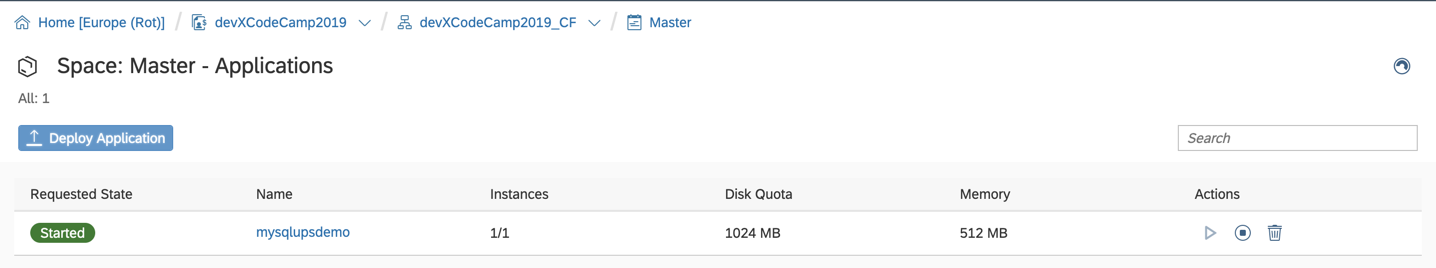 Home [Europe (Rot)] / devXCodeCamp2019 / devXCodeCamp2019_CF / Master
Space: Master - Applications
All: 1
Deploy Application
Search
Requested State Name Instances Disk Quota Memory Actions
Started mysqlupsdemo 1/1 1024 MB 512 MB